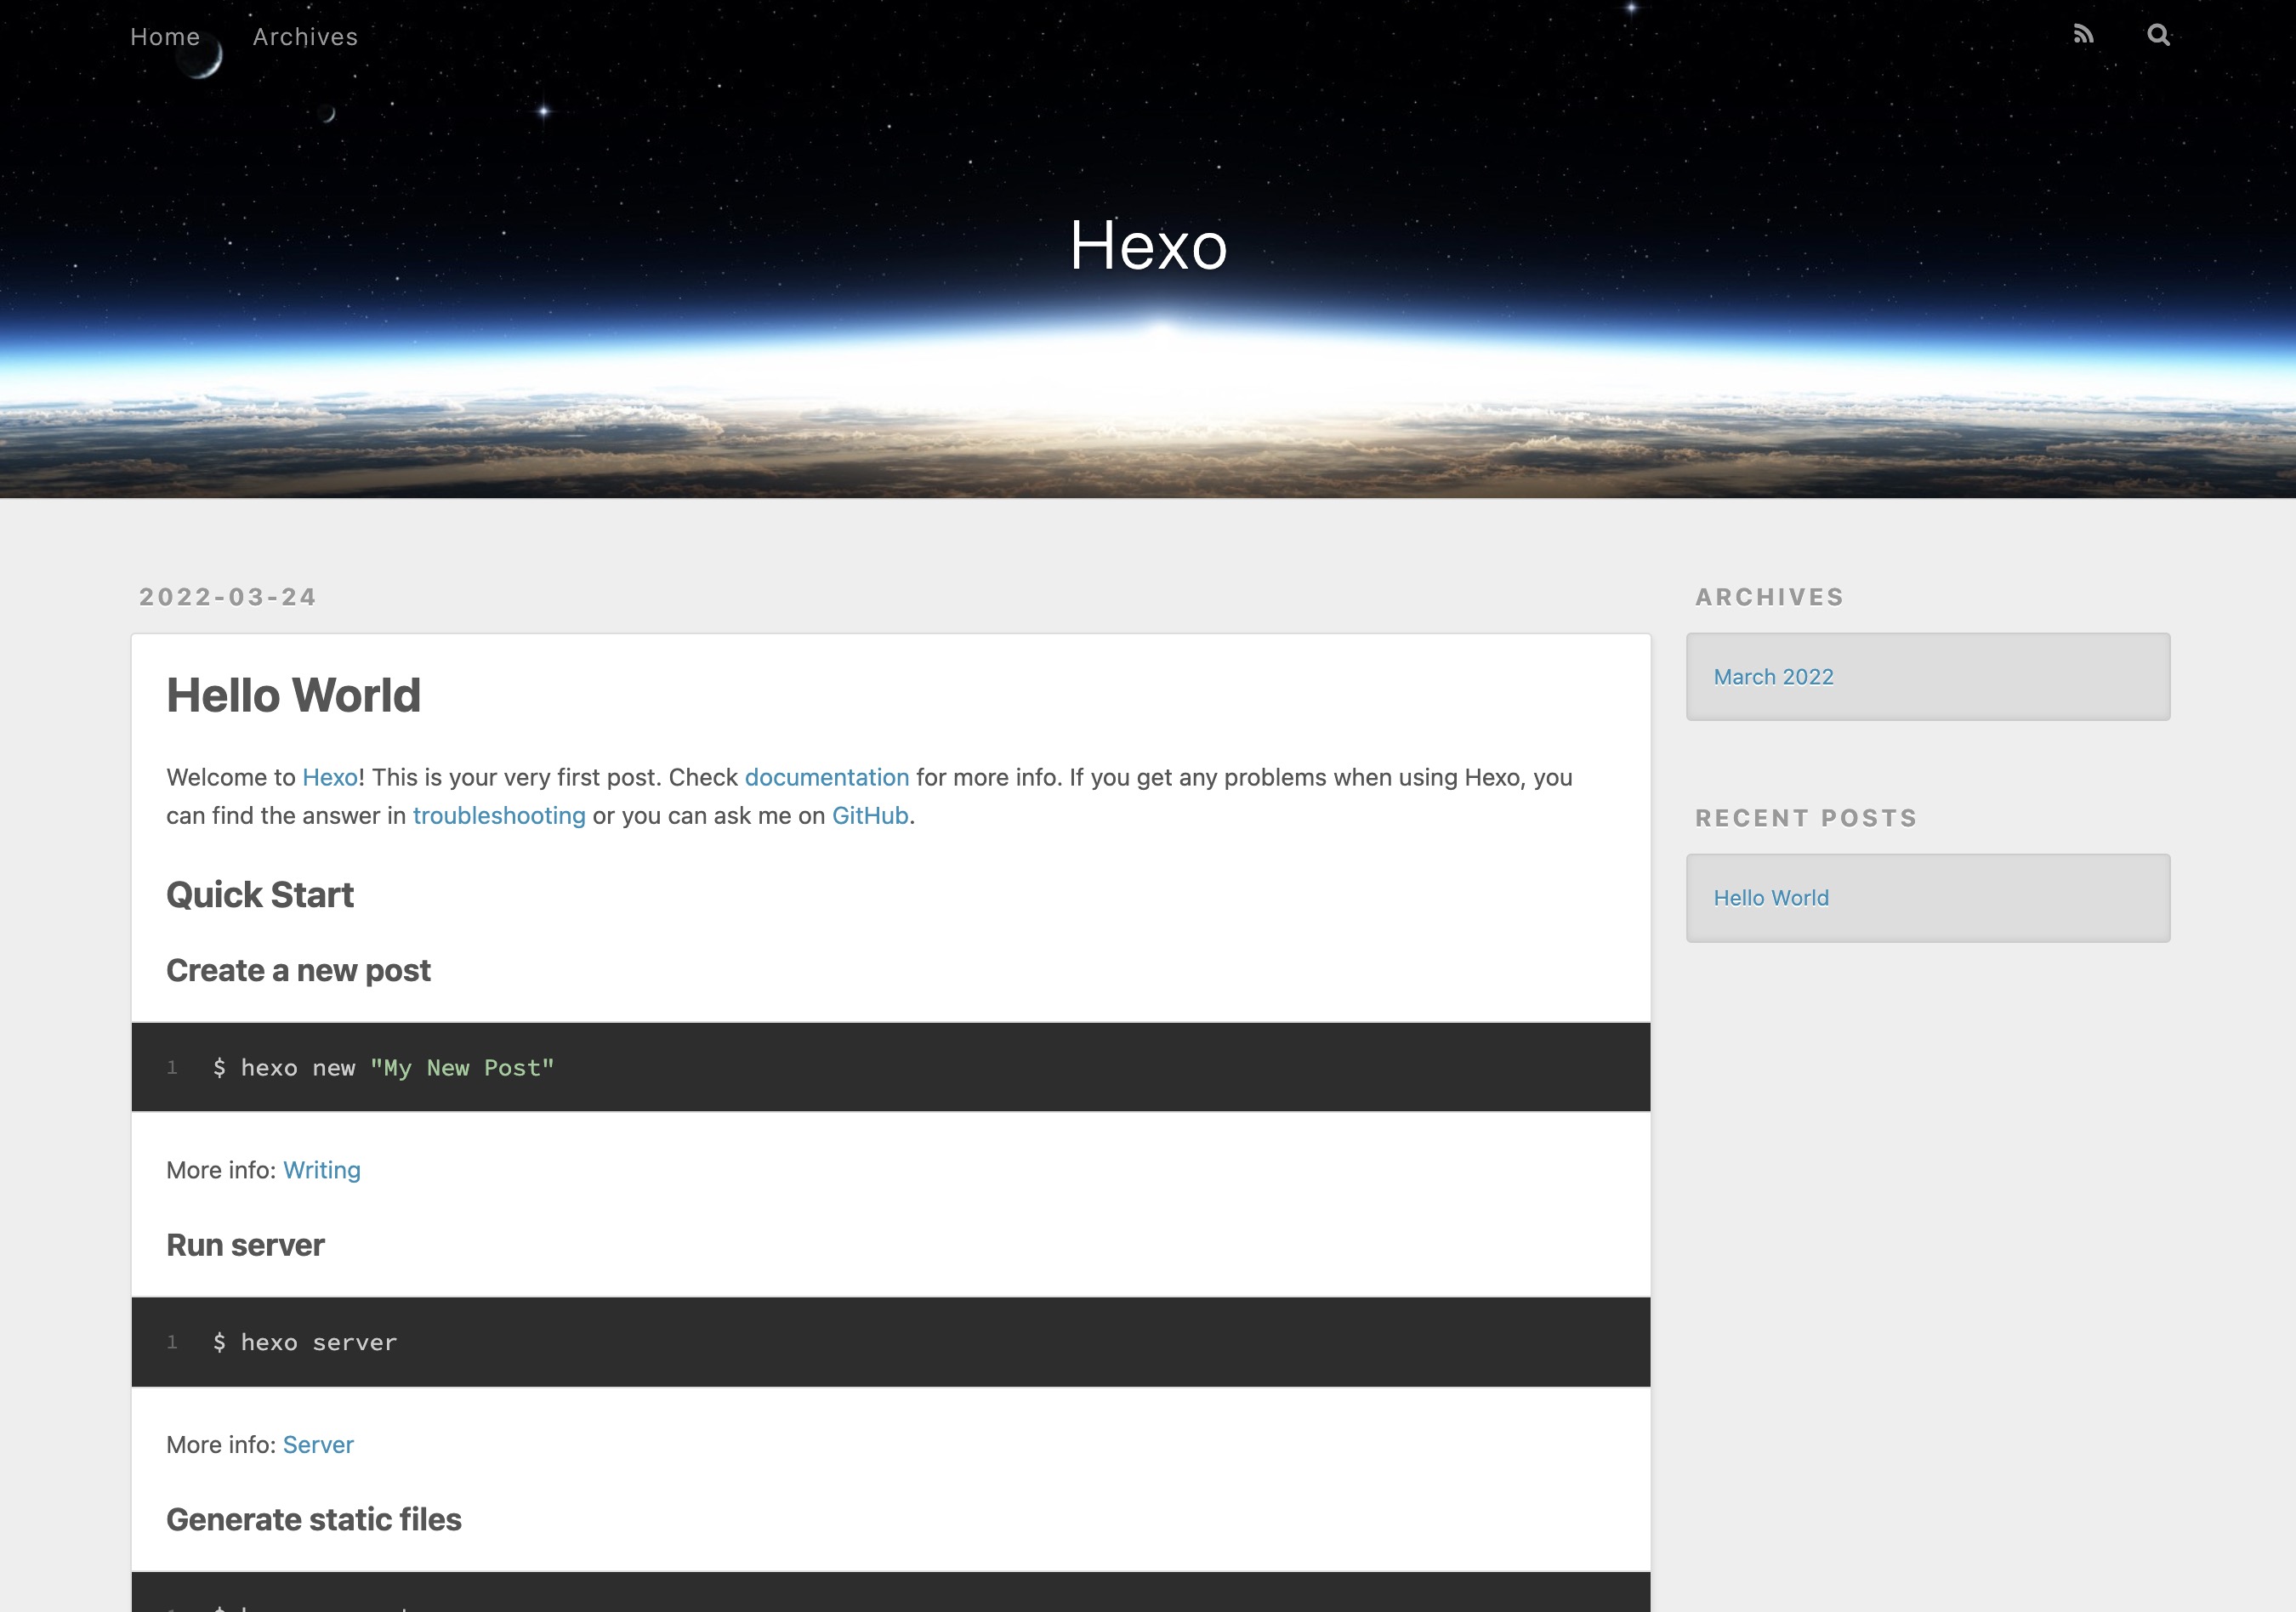 Home Archives
Hexo
2022-03-24
Hello World
Welcome to Hexo! This is your very first post. Check documentation for more info. If you get any problems when using Hexo, you
can find the answer in troubleshooting or you can ask me on GitHub.
Quick Start
Create a new post
1 $ hexo new "My New Post"
More info: Writing
Run server
1 $ hexo server
More info: Server
Generate static files
ARCHIVES
March 2022
RECENT POSTS
Hello World